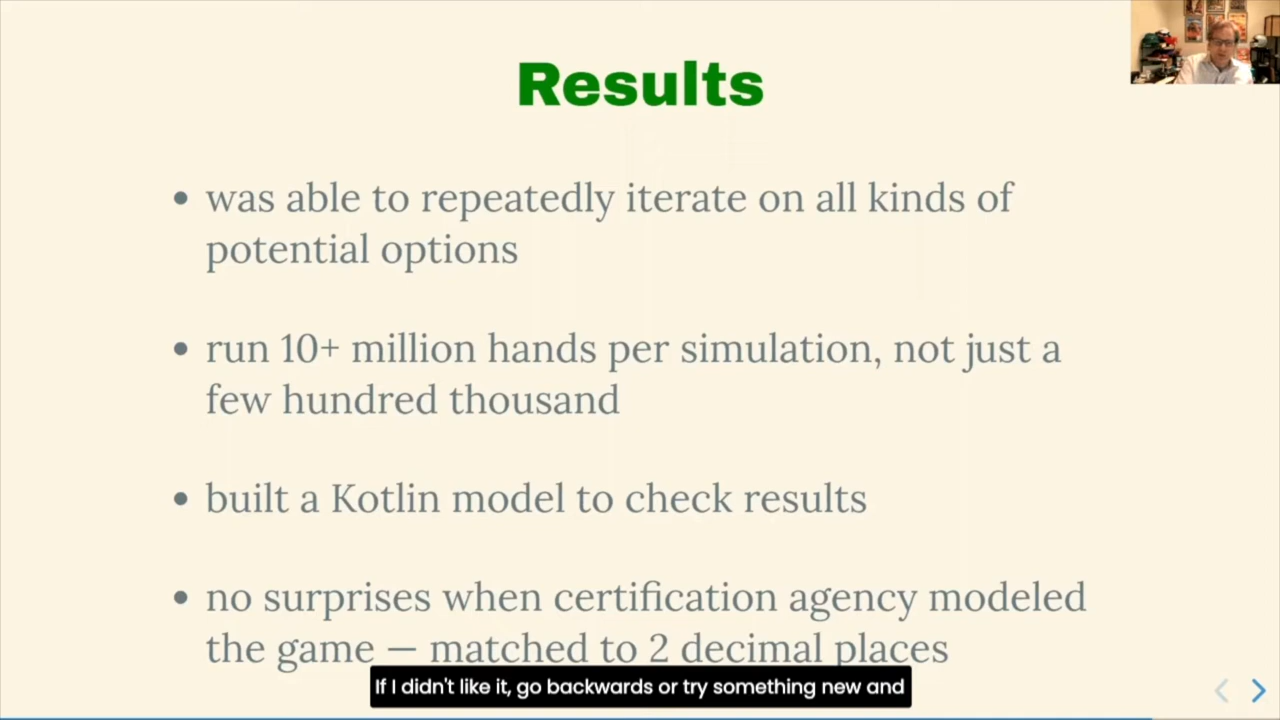 Results
• was able to repeatedly iterate on all kinds of
potential options
• run 10+ million hands per simulation, not just a
few hundred thousand
• built a Kotlin model to check results
• no surprises when certification agency modeled
the game — matched to 2 decimal places
If I didn't like it, go backwards or try something new and